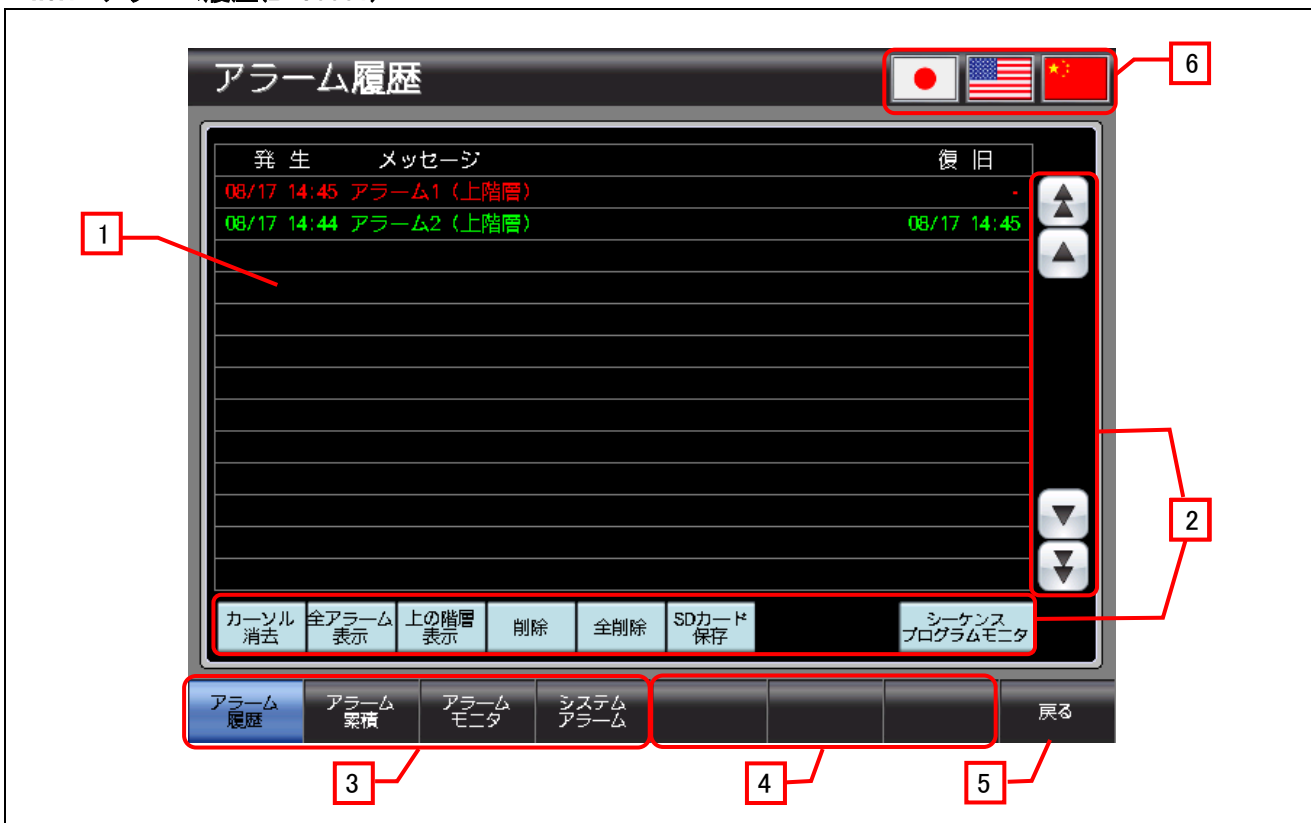 アラーム履歴
6
発 生 メッセージ 復 旧
08/17 14:45 アラーム1（上階層） -
08/17 14:44 アラーム2（上階層） 08/17 14:45
1
2
カーソル
消去
全アラーム
表示
上の階層
表示
削除
全削除
SDカード
保存
シーケンス
プログラムモニタ
アラーム
履歴
アラーム
累積
アラーム
モニタ
システム
アラーム
戻る
3
4
5